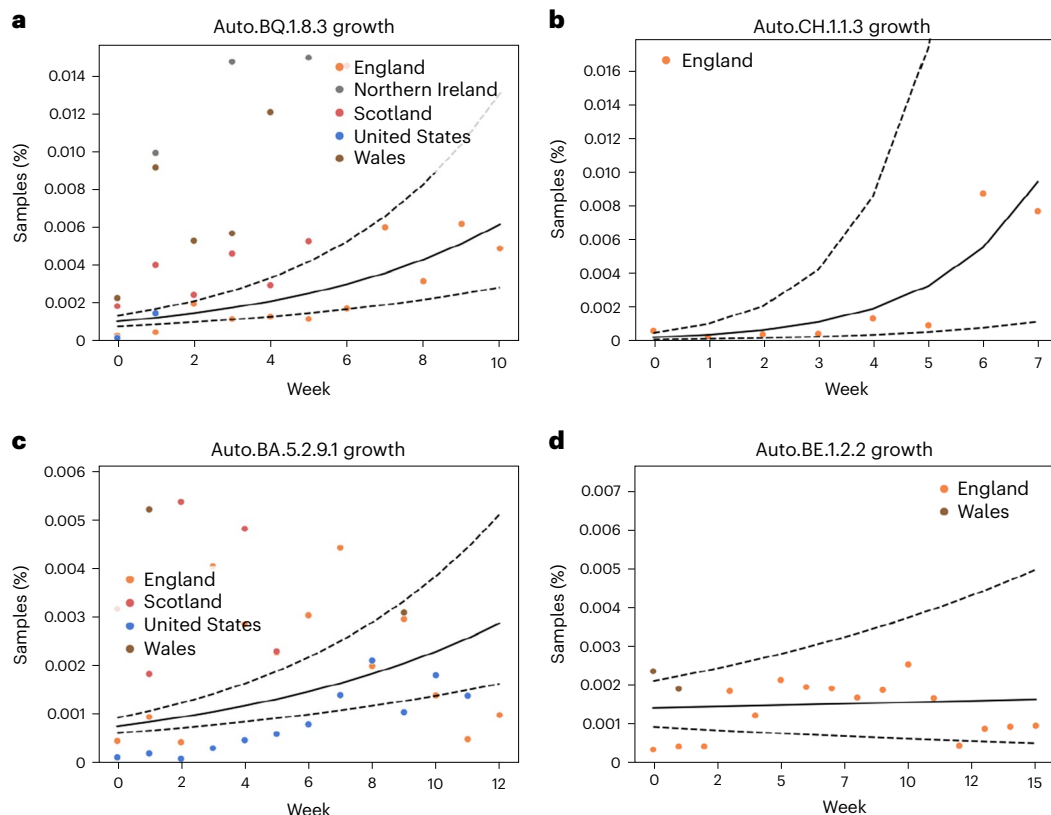 a
Auto.BQ.1.8.3 growth
0.014
0.012
0.010
0.008
0.006
0.004
0.002
0
Samples (%)
England
Northern Ireland
Scotland
United States
Wales
0 2 4 6 8 10
Week
b
Auto.CH.1.1.3 growth
0.016
0.014
0.012
0.010
0.008
0.006
0.004
0.002
0
Samples (%)
England
0 1 2 3 4 5 6 7
Week
c
Auto.BA.5.2.9.1 growth
0.006
0.005
0.004
0.003
0.002
0.001
0
Samples (%)
England
Scotland
United States
Wales
0 2 4 6 8 10 12
Week
d
Auto.BE.1.2.2 growth
0.007
0.006
0.005
0.004
0.003
0.002
0.001
0
Samples (%)
England
Wales
0 2 5 7 10 12 15
Week